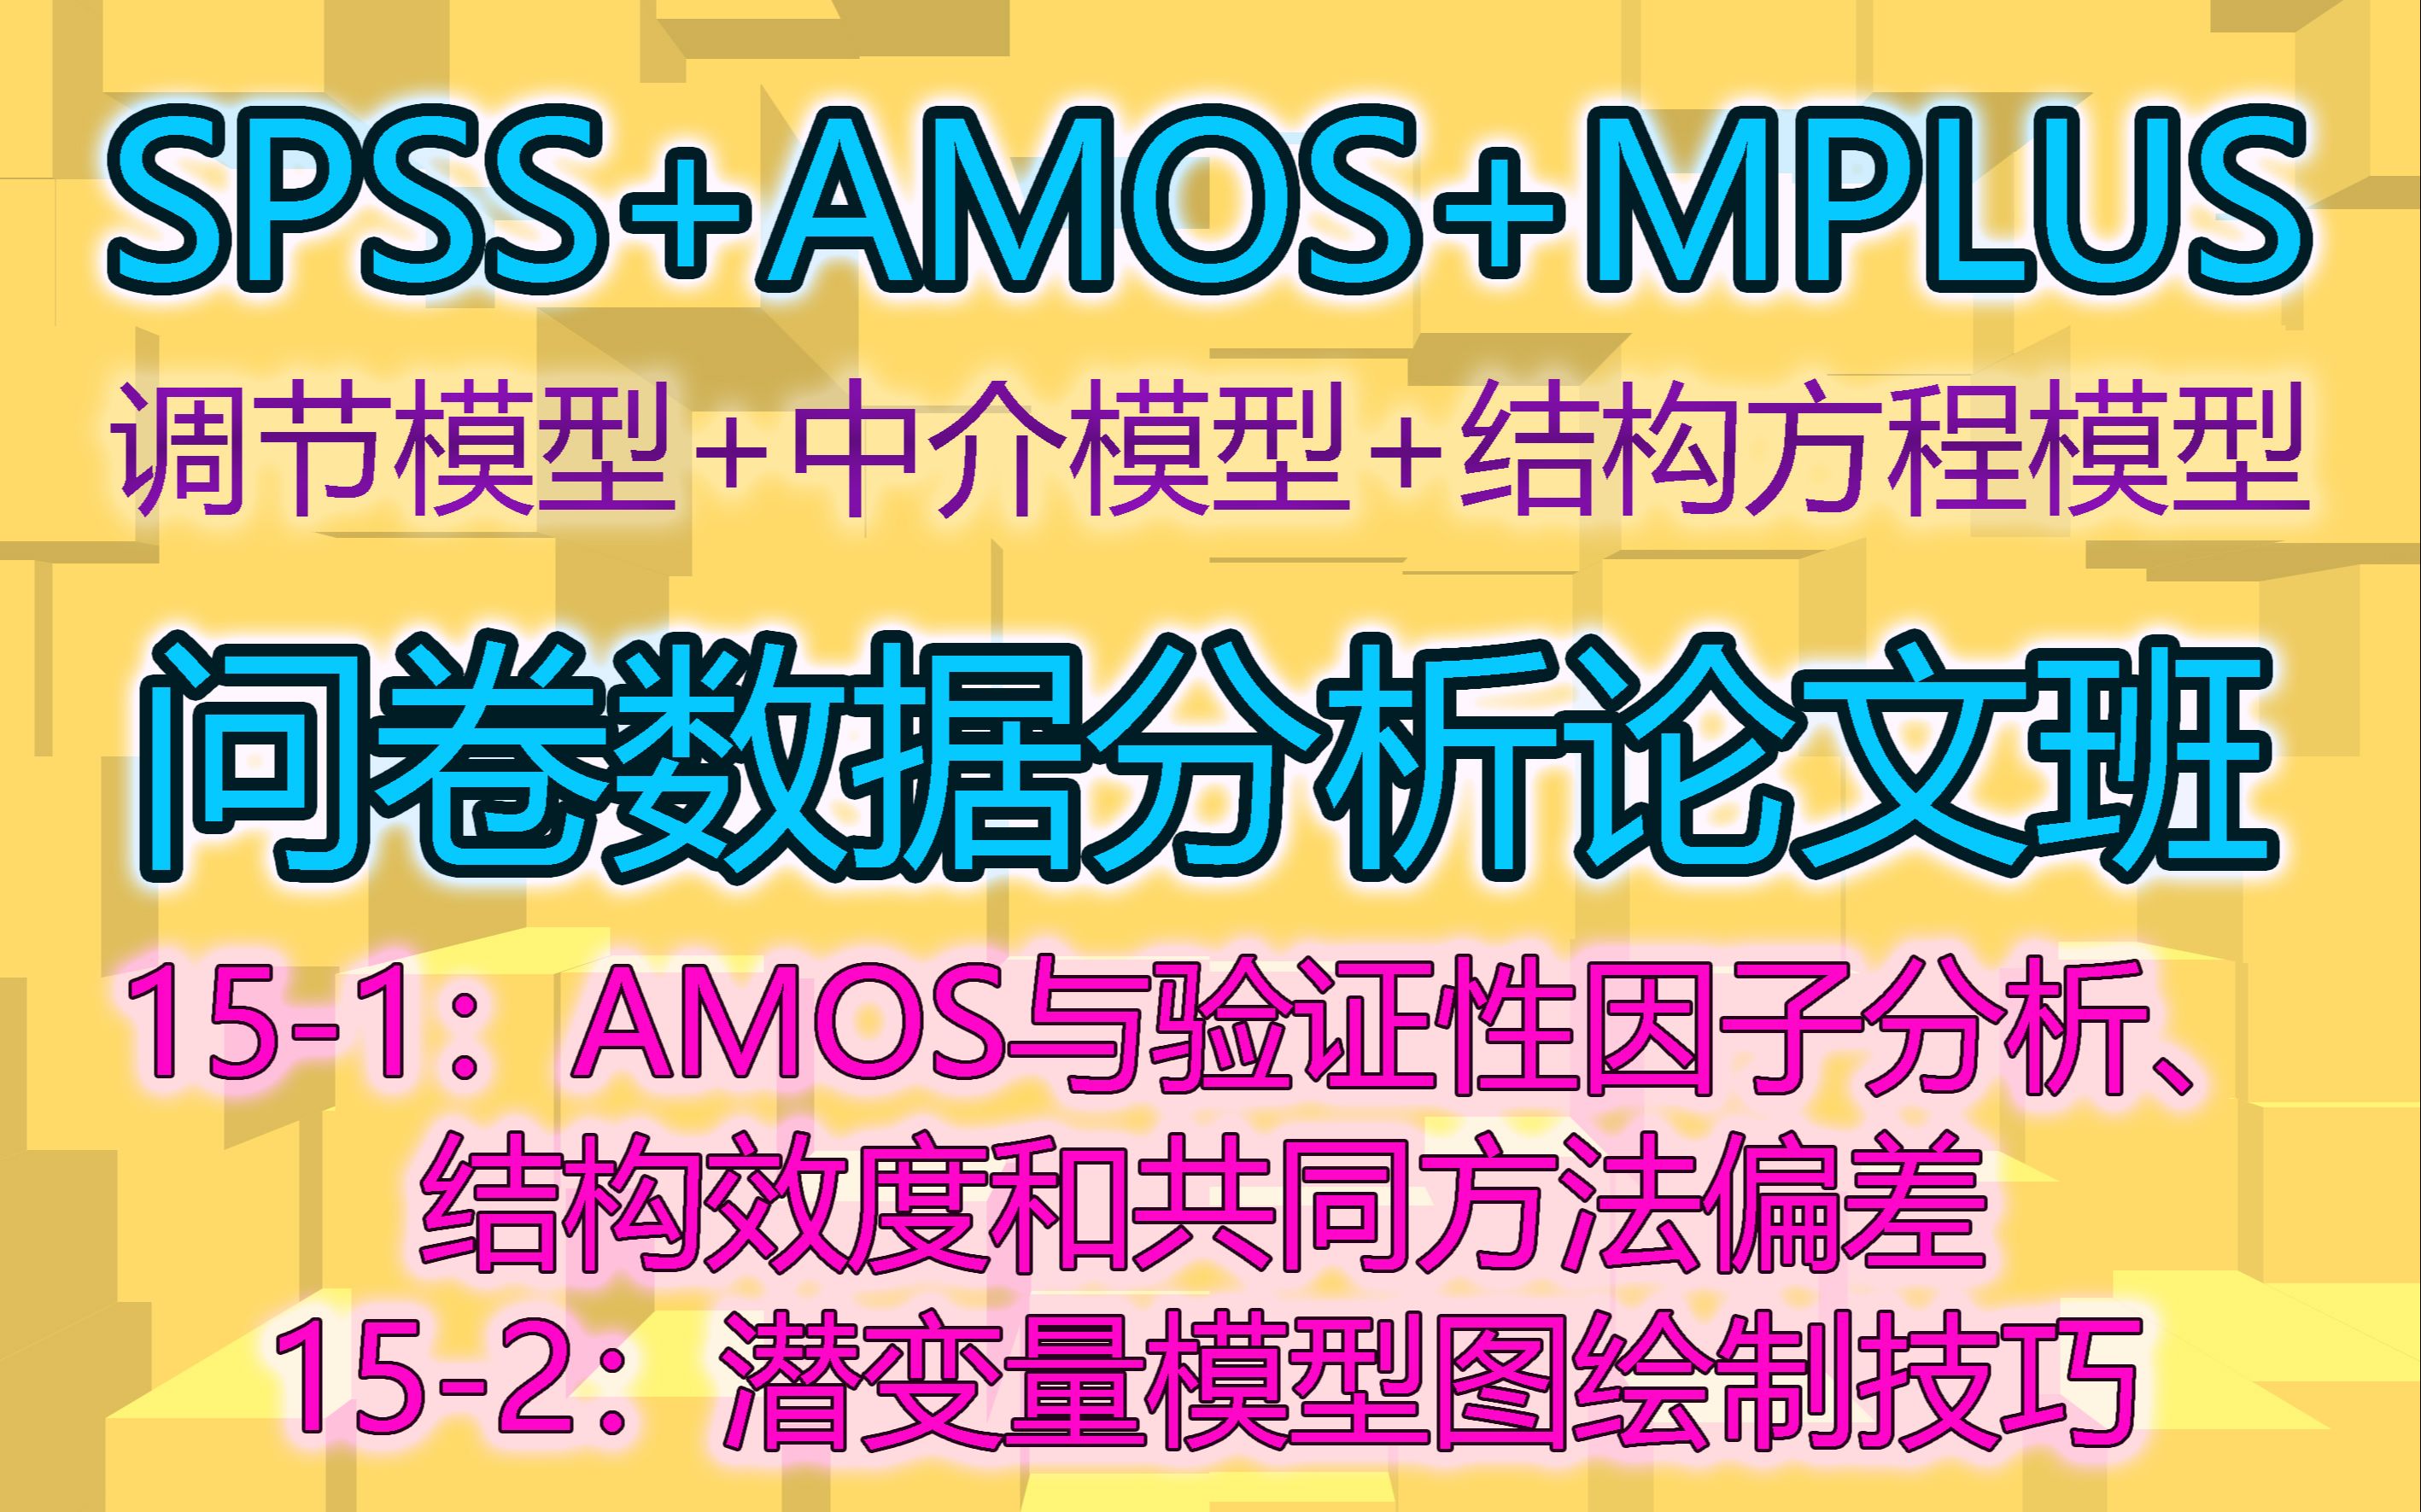 SPSS+AMOS+MPLUS
调节模型+中介模型+结构方程模型
问卷数据分析论文班
15-1：AMOS与验证性因子分析、
结构效度和共同方法偏差
15-2：潜变量模型图绘制技巧